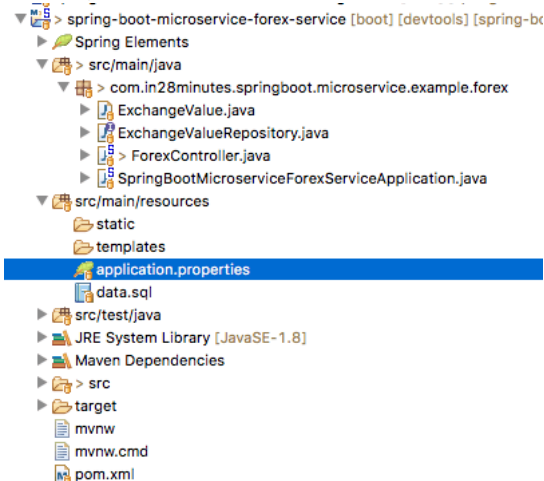 > spring-boot-microservice-forex-service [boot] [devtools] [spring-bo
Spring Elements
> src/main/java
> com.in28minutes.springboot.microservice.example.forex
ExchangeValue.java
ExchangeValueRepository.java
> ForexController.java
SpringBootMicroserviceForexServiceApplication.java
src/main/resources
static
templates
application.properties
data.sql
src/test/java
JRE System Library [JavaSE-1.8]
Maven Dependencies
> src
target
mvnw
mvnw.cmd
pom.xml